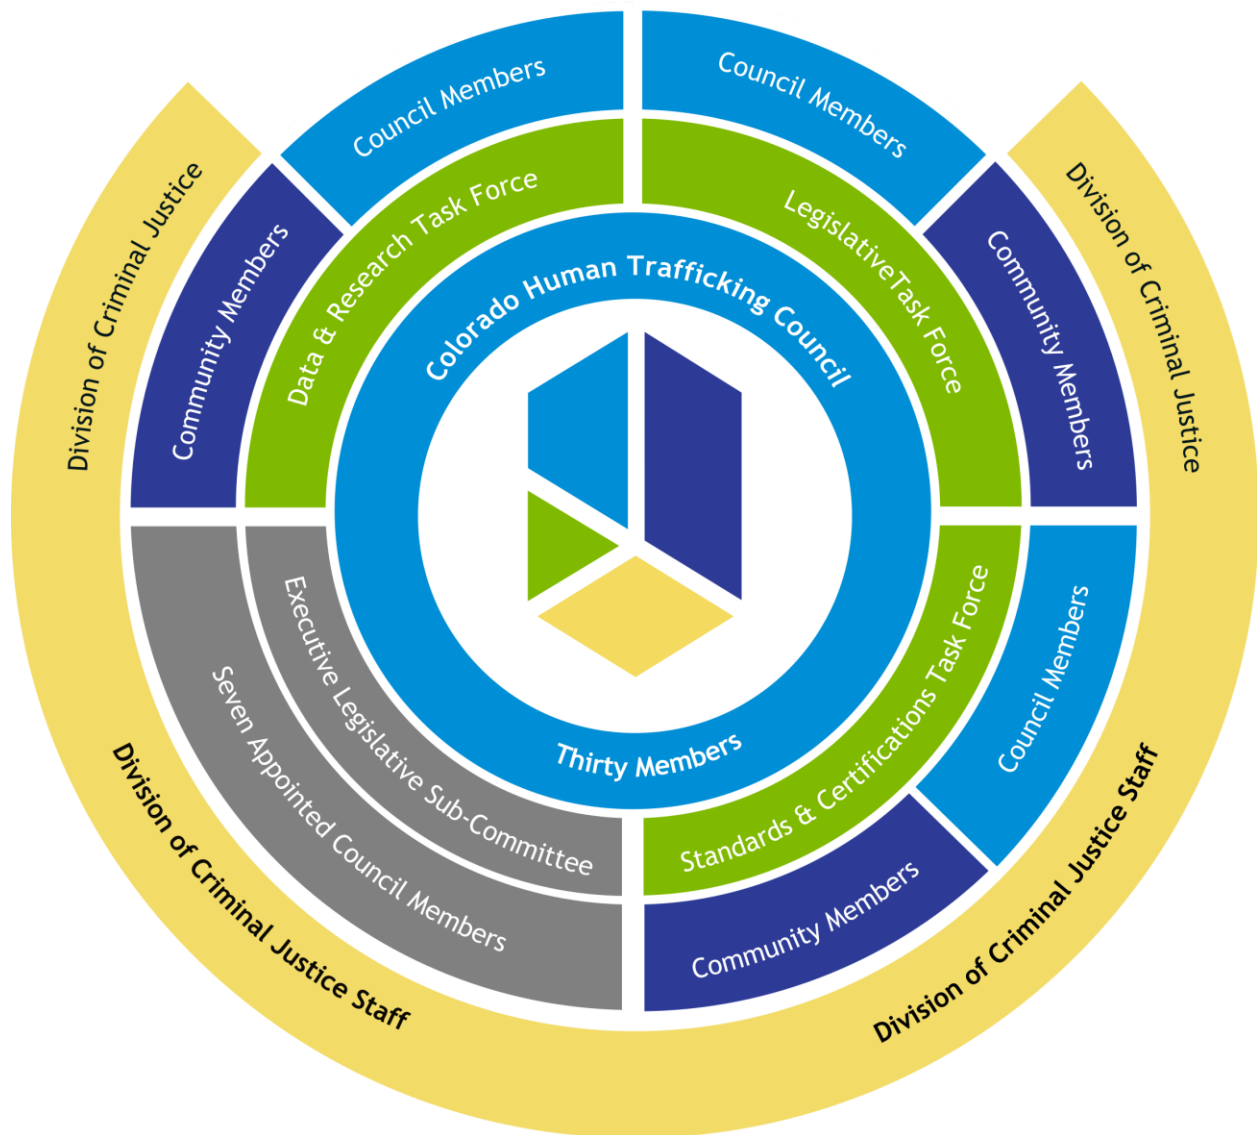 Council Members
Council Members
Division of Criminal Justice
Community Members
Data & Research Task Force
LegislativeTask Force
Community Members
Division of Criminal Justice
Colorado Human Trafficking Council
Thirty Members
Executive Legislative Sub-Committee
Seven Appointed Council Members
Standards & Certifications Task Force
Council Members
Community Members
Division of Criminal Justice Staff
Division of Criminal Justice Staff